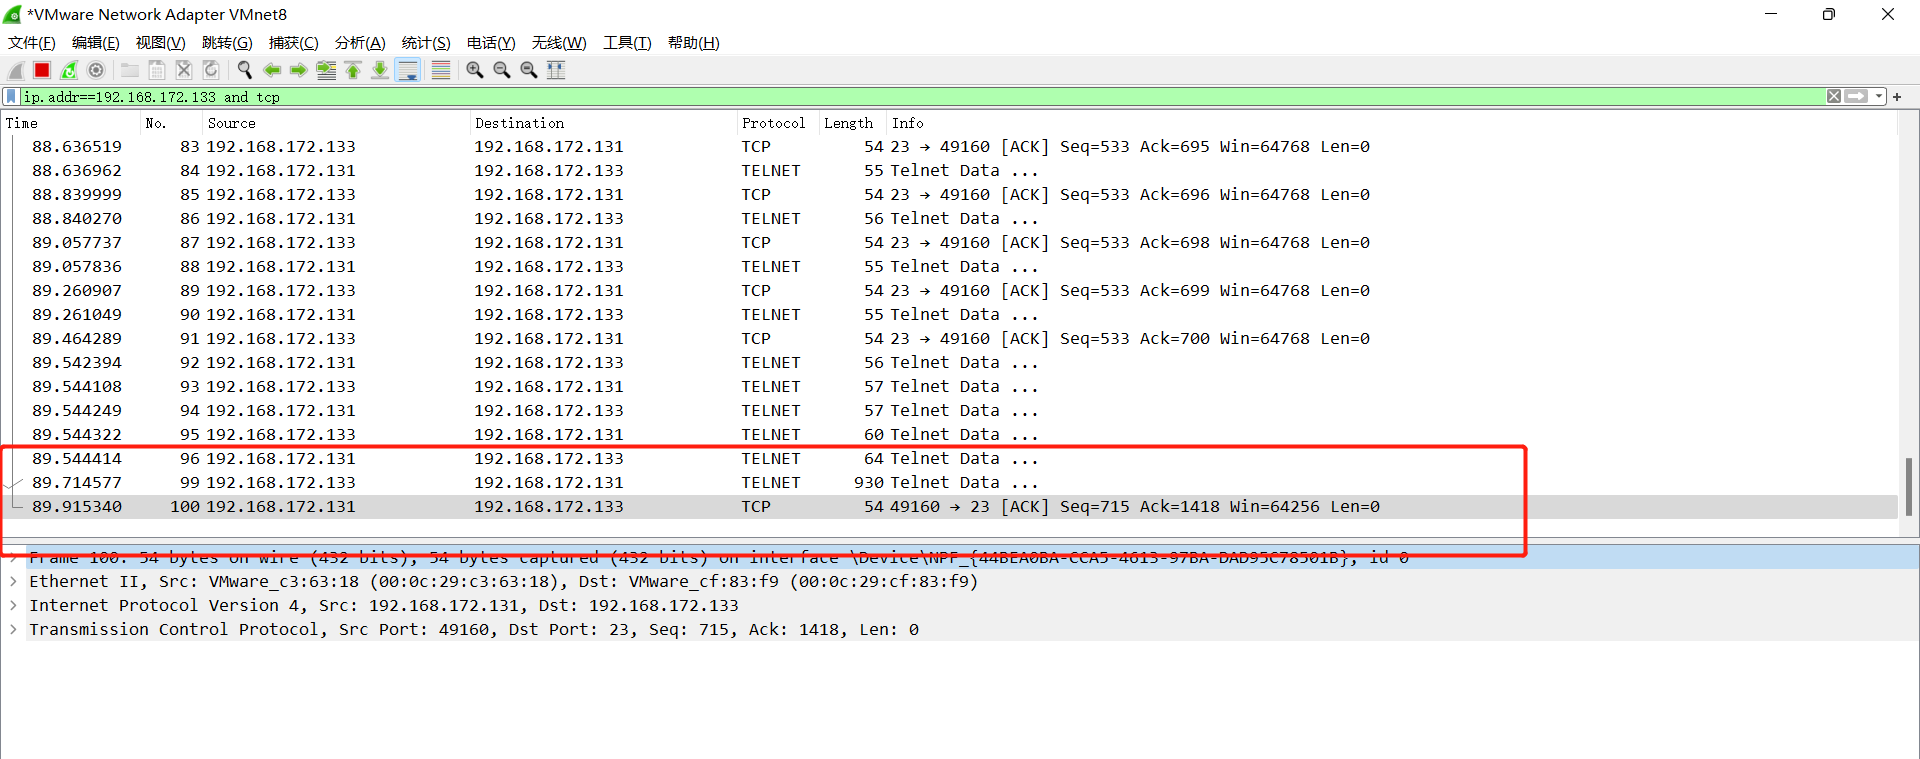 *VMware Network Adapter VMnet8
文件(F) 编辑(E) 视图(V) 跳转(G) 捕获(C) 分析(A) 统计(S) 电话(Y) 无线(W) 工具(T) 帮助(H)
ip.addr==192.168.172.133 and tcp
Time No. Source Destination Protocol Length Info
88.636519 83 192.168.172.133 192.168.172.131 TCP 54 23 → 49160 [ACK] Seq=533 Ack=695 Win=64768 Len=0
88.636962 84 192.168.172.131 192.168.172.133 TELNET 55 Telnet Data ...
88.839999 85 192.168.172.133 192.168.172.131 TCP 54 23 → 49160 [ACK] Seq=533 Ack=696 Win=64768 Len=0
88.840270 86 192.168.172.131 192.168.172.133 TELNET 56 Telnet Data ...
89.057737 87 192.168.172.133 192.168.172.131 TCP 54 23 → 49160 [ACK] Seq=533 Ack=698 Win=64768 Len=0
89.057836 88 192.168.172.131 192.168.172.133 TELNET 55 Telnet Data ...
89.260907 89 192.168.172.133 192.168.172.131 TCP 54 23 → 49160 [ACK] Seq=533 Ack=699 Win=64768 Len=0
89.261049 90 192.168.172.131 192.168.172.133 TELNET 55 Telnet Data ...
89.464289 91 192.168.172.133 192.168.172.131 TCP 54 23 → 49160 [ACK] Seq=533 Ack=700 Win=64768 Len=0
89.542394 92 192.168.172.131 192.168.172.133 TELNET 56 Telnet Data ...
89.544108 93 192.168.172.133 192.168.172.131 TELNET 57 Telnet Data ...
89.544249 94 192.168.172.131 192.168.172.133 TELNET 57 Telnet Data ...
89.544322 95 192.168.172.133 192.168.172.131 TELNET 60 Telnet Data ...
89.544414 96 192.168.172.131 192.168.172.133 TELNET 64 Telnet Data ...
89.714577 99 192.168.172.133 192.168.172.131 TELNET 930 Telnet Data ...
89.915340 100 192.168.172.131 192.168.172.133 TCP 54 49160 → 23 [ACK] Seq=715 Ack=1418 Win=64256 Len=0
Frame 100: 54 bytes on wire (432 bits), 54 bytes captured (432 bits) on interface \Device\NPF_{44BEA0BA-CCA5-4613-97BA-DAD95C78501B}, id 0
Ethernet II, Src: VMware_c3:63:18 (00:0c:29:c3:63:18), Dst: VMware_cf:83:f9 (00:0c:29:cf:83:f9)
Internet Protocol Version 4, Src: 192.168.172.131, Dst: 192.168.172.133
Transmission Control Protocol, Src Port: 49160, Dst Port: 23, Seq: 715, Ack: 1418, Len: 0